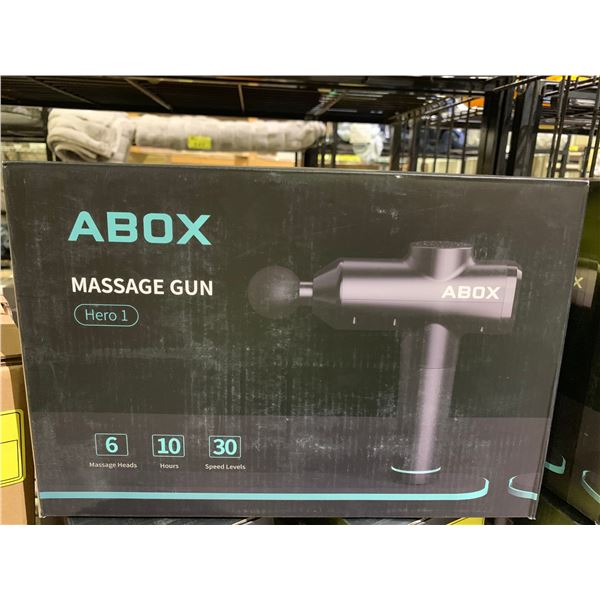 ABOX
MASSAGE GUN
Hero 1
ABOX
6 10 30
Massage Heads Hours Speed Levels